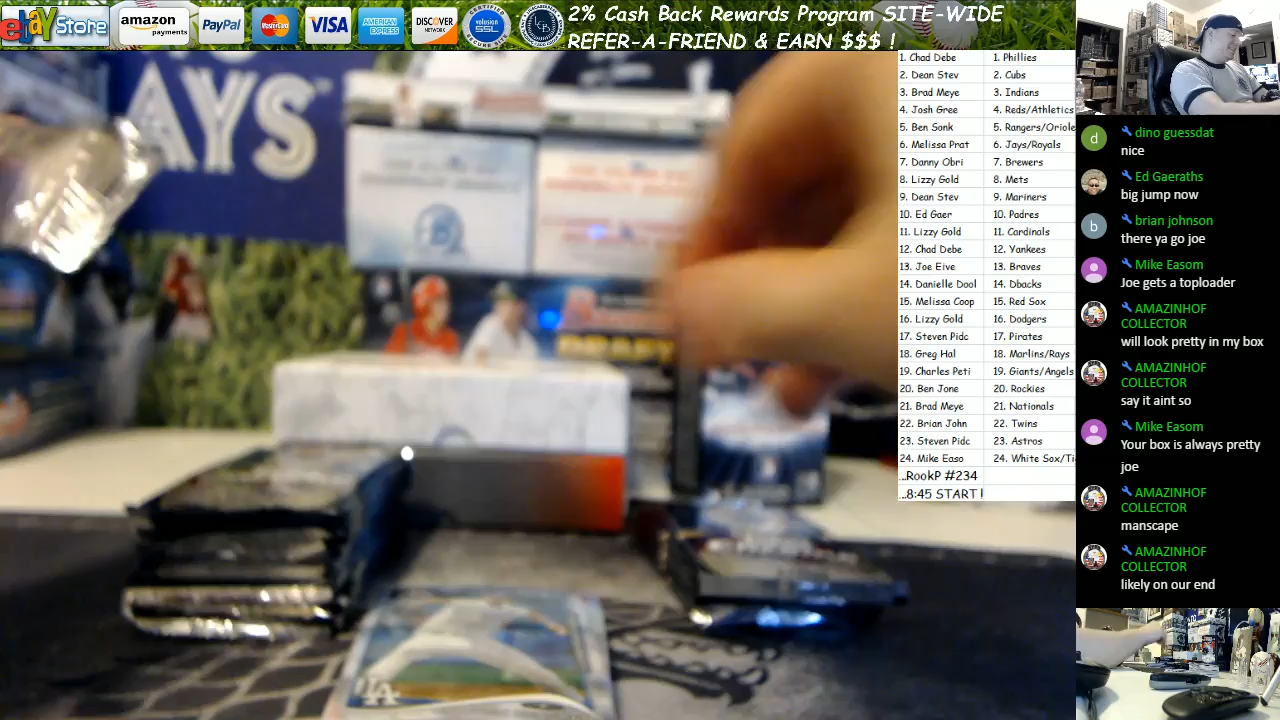 ebay Store
amazon payments
PayPal
MasterCard
VISA
AMERICAN EXPRESS
DISCOVER NETWORK
volusion SSL
2% Cash Back Rewards Program SITE-WIDE
REFER-A-FRIEND & EARN $$$ !
AYS
DRAFT
LA
1. Chad Debe 1. Phillies
2. Dean Stev 2. Cubs
3. Brad Meye 3. Indians
4. Josh Gree 4. Reds/Athletics
5. Ben Sonk 5. Rangers/Oriole
6. Melissa Prat 6. Jays/Royals
7. Danny Obri 7. Brewers
8. Lizzy Gold 8. Mets
9. Dean Stev 9. Mariners
10. Ed Gaer 10. Padres
11. Lizzy Gold 11. Cardinals
12. Chad Debe 12. Yankees
13. Joe Eive 13. Braves
14. Danielle Dool 14. Dbacks
15. Melissa Coop 15. Red Sox
16. Lizzy Gold 16. Dodgers
17. Steven Pidc 17. Pirates
18. Greg Hal 18. Marlins/Rays
19. Charles Peti 19. Giants/Angels
20. Ben Jone 20. Rockies
21. Brad Meye 21. Nationals
22. Brian John 22. Twins
23. Steven Pidc 23. Astros
24. Mike Easo 24. White Sox/Ti
...RookP #234
...8:45 START!
d
dino guessdat
nice
Ed Gaeraths
big jump now
b
brian johnson
there ya go joe
Mike Easom
Joe gets a toploader
AMAZINHOF
COLLECTOR
will look pretty in my box
AMAZINHOF
COLLECTOR
say it aint so
Mike Easom
Your box is always pretty
joe
AMAZINHOF
COLLECTOR
manscape
AMAZINHOF
COLLECTOR
likely on our end